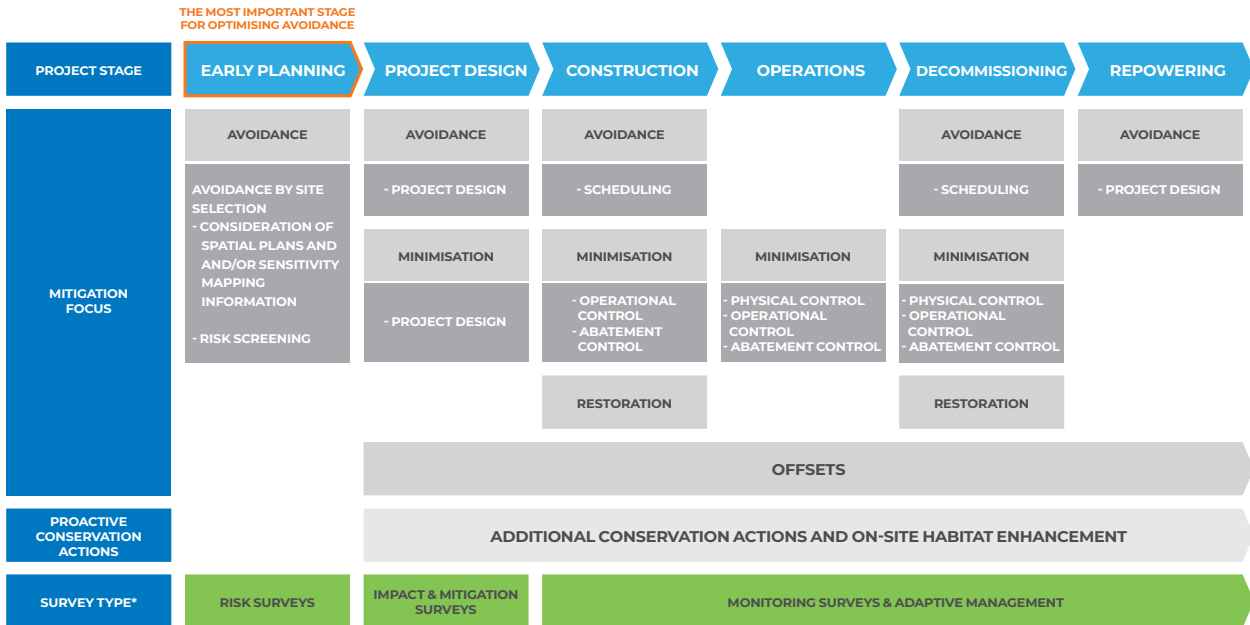 THE MOST IMPORTANT STAGE
FOR OPTIMISING AVOIDANCE
PROJECT STAGE
EARLY PLANNING
PROJECT DESIGN
CONSTRUCTION
OPERATIONS
DECOMMISSIONING
REPOWERING
MITIGATION
FOCUS
AVOIDANCE
AVOIDANCE
AVOIDANCE
AVOIDANCE
AVOIDANCE
AVOIDANCE BY SITE
SELECTION
- CONSIDERATION OF
SPATIAL PLANS AND
AND/OR SENSITIVITY
MAPPING
INFORMATION
- RISK SCREENING
- PROJECT DESIGN
- SCHEDULING
- SCHEDULING
- PROJECT DESIGN
MINIMISATION
MINIMISATION
MINIMISATION
MINIMISATION
- PROJECT DESIGN
- OPERATIONAL
CONTROL
- ABATEMENT
CONTROL
- PHYSICAL CONTROL
- OPERATIONAL
CONTROL
- ABATEMENT CONTROL
- PHYSICAL CONTROL
- OPERATIONAL
CONTROL
- ABATEMENT CONTROL
RESTORATION
RESTORATION
OFFSETS
PROACTIVE
CONSERVATION
ACTIONS
ADDITIONAL CONSERVATION ACTIONS AND ON-SITE HABITAT ENHANCEMENT
SURVEY TYPE*
RISK SURVEYS
IMPACT & MITIGATION
SURVEYS
MONITORING SURVEYS & ADAPTIVE MANAGEMENT